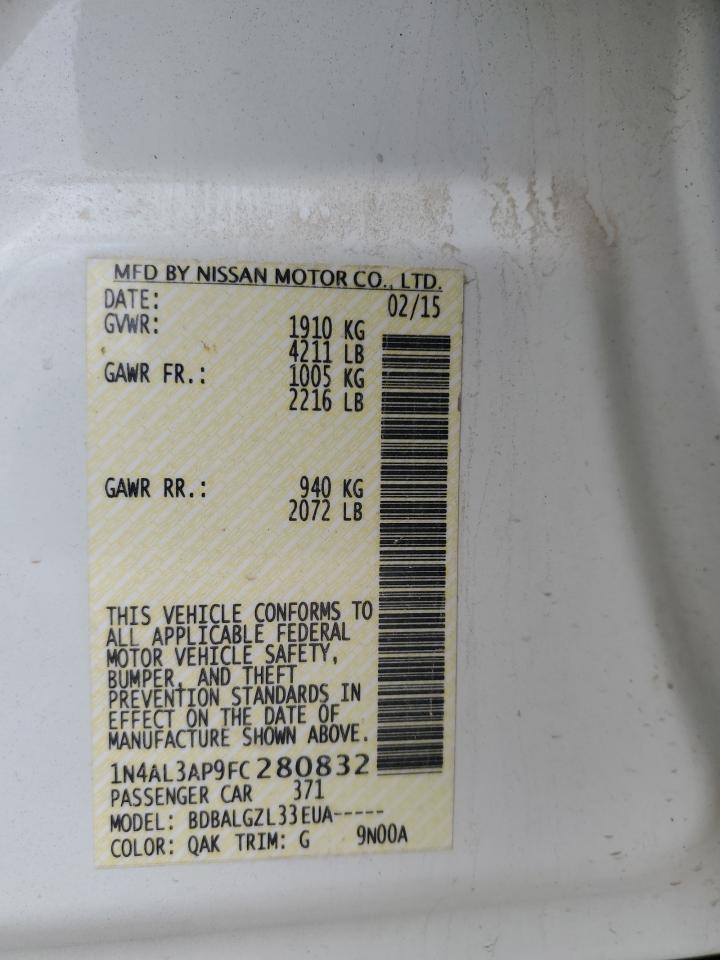 MFD BY NISSAN MOTOR CO., LTD.
DATE: 02/15
GVWR: 1910 KG
4211 LB
GAWR FR.: 1005 KG
2216 LB
GAWR RR.: 940 KG
2072 LB
THIS VEHICLE CONFORMS TO
ALL APPLICABLE FEDERAL
MOTOR VEHICLE SAFETY,
BUMPER, AND THEFT
PREVENTION STANDARDS IN
EFFECT ON THE DATE OF
MANUFACTURE SHOWN ABOVE.
1N4AL3AP9FC280832
PASSENGER CAR 371
MODEL: BDBALGZL33EUA-----
COLOR: QAK TRIM: G 9N00A